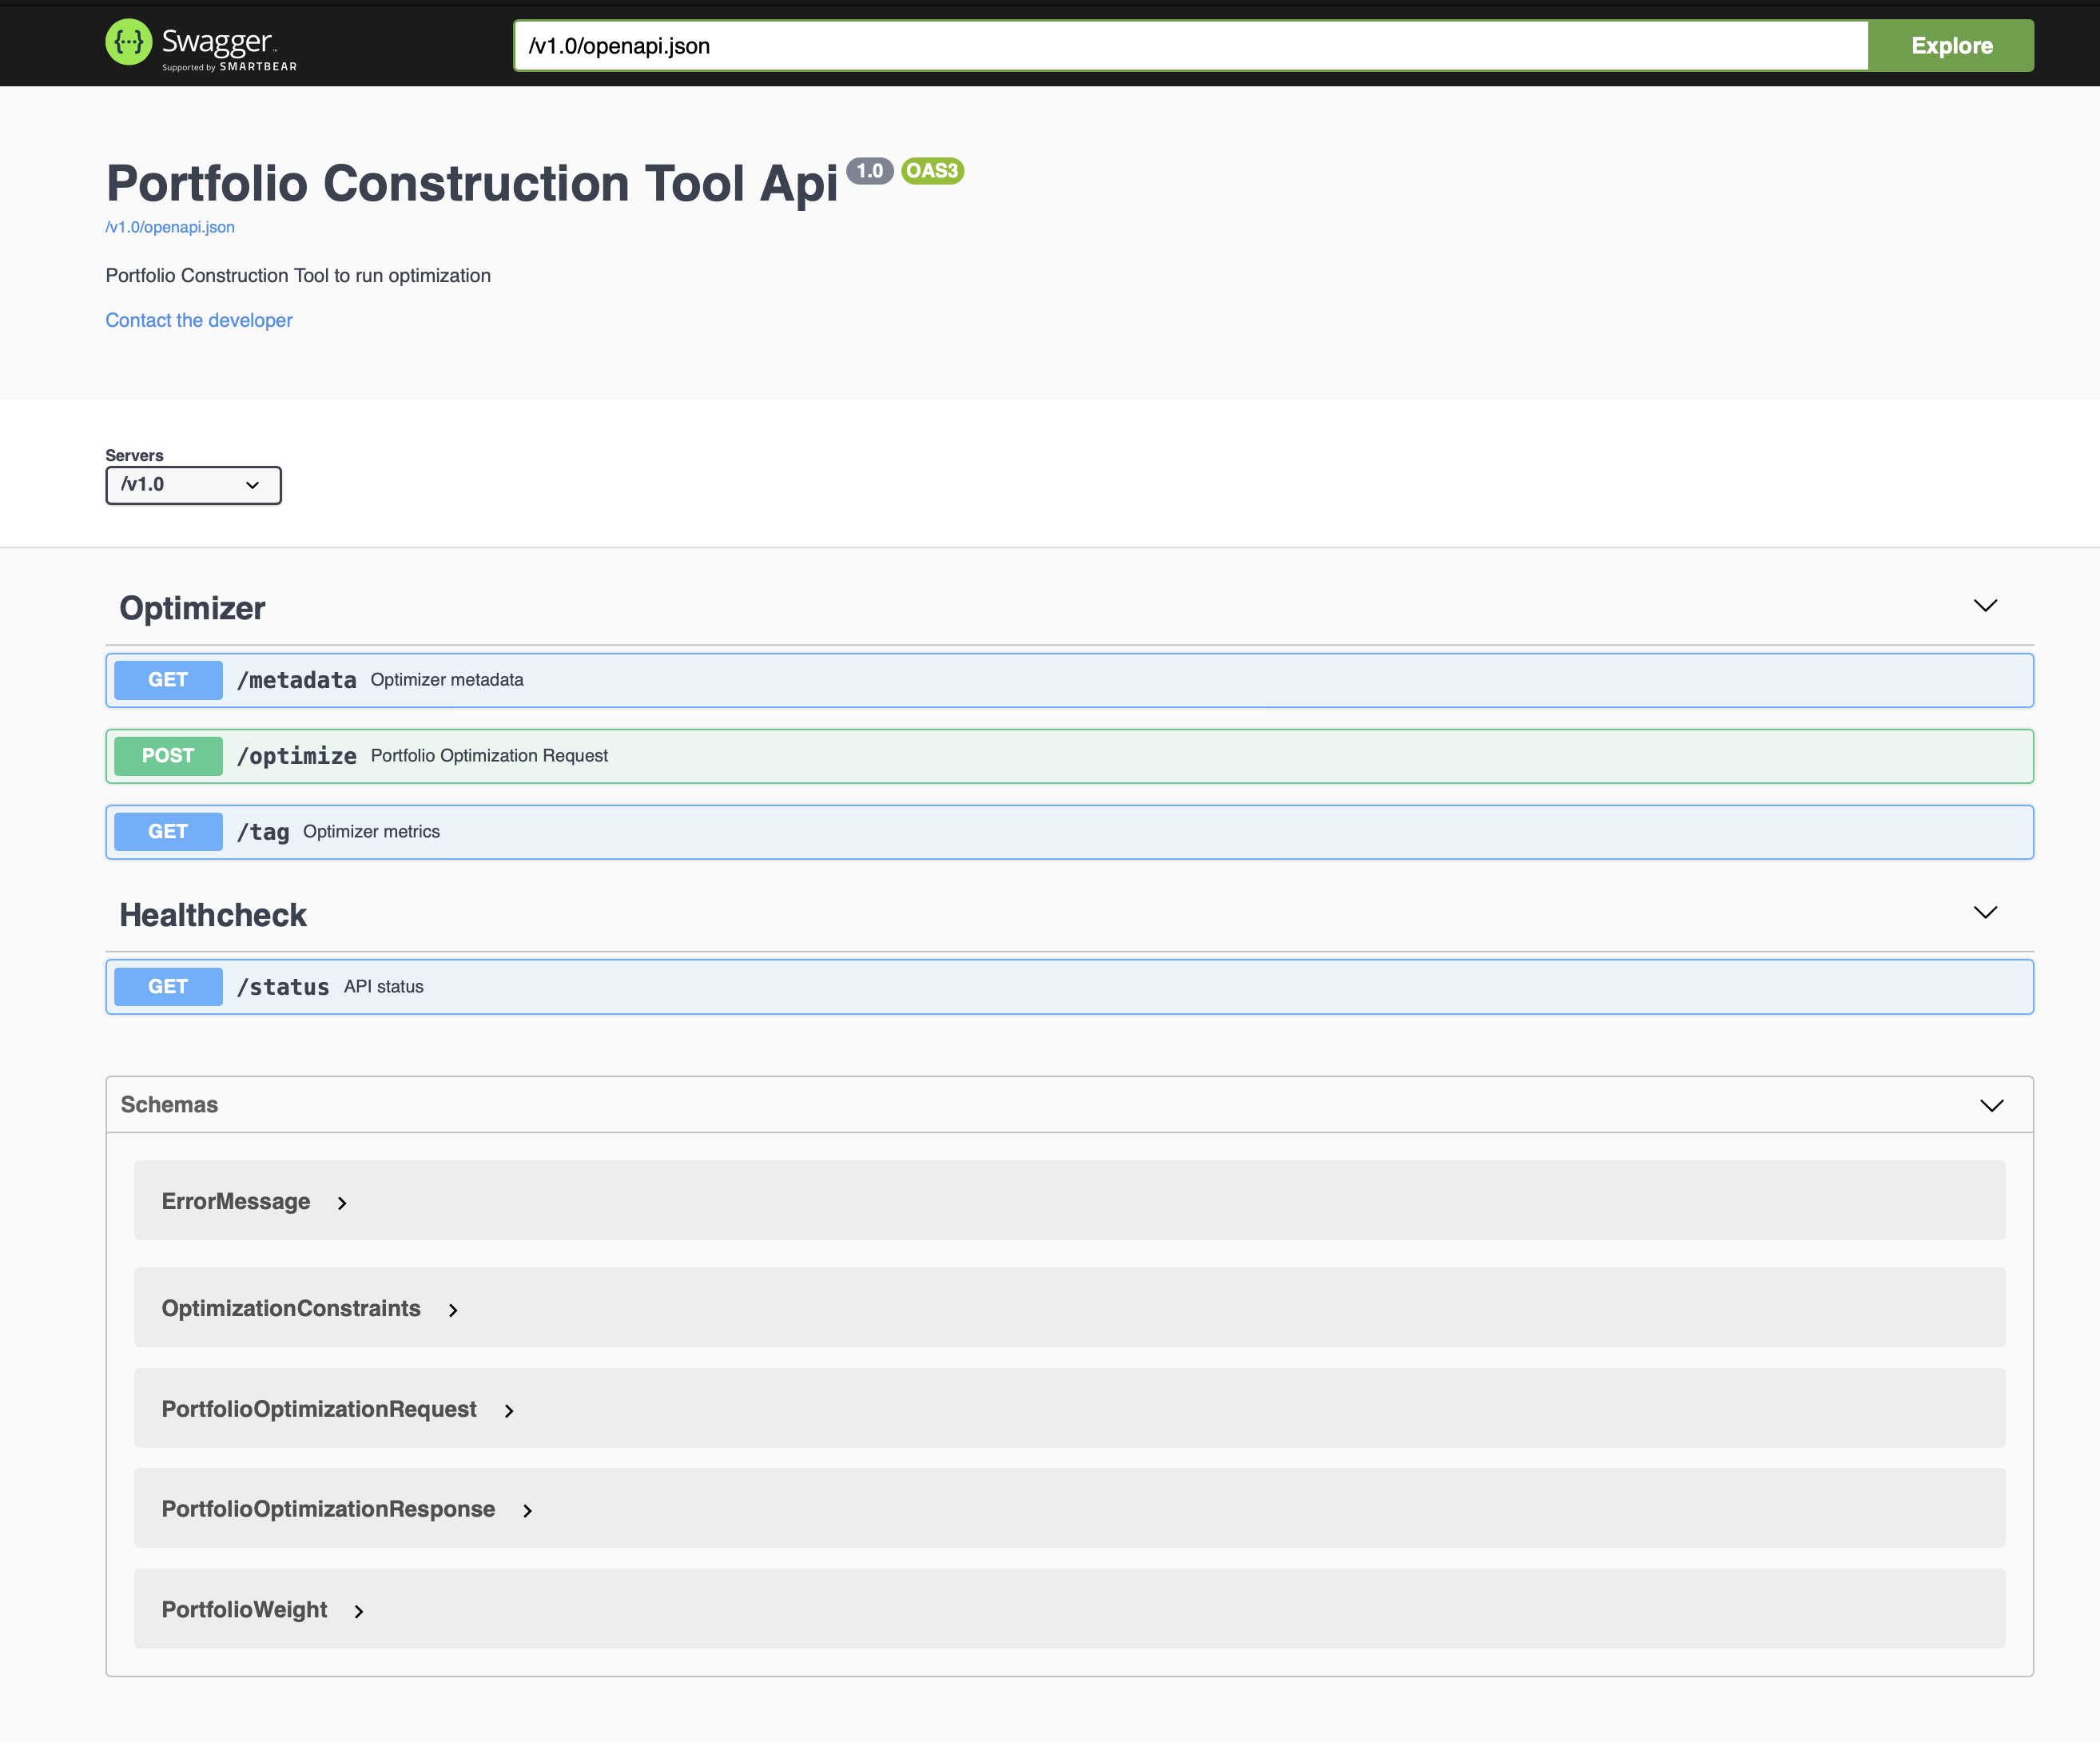 Swagger™
Supported by SMARTBEAR
/v1.0/openapi.json
Explore
Portfolio Construction Tool Api 1.0 OAS3
/v1.0/openapi.json
Portfolio Construction Tool to run optimization
Contact the developer
Servers
/v1.0
Optimizer
GET /metadata Optimizer metadata
POST /optimize Portfolio Optimization Request
GET /tag Optimizer metrics
Healthcheck
GET /status API status
Schemas
ErrorMessage
OptimizationConstraints
PortfolioOptimizationRequest
PortfolioOptimizationResponse
PortfolioWeight